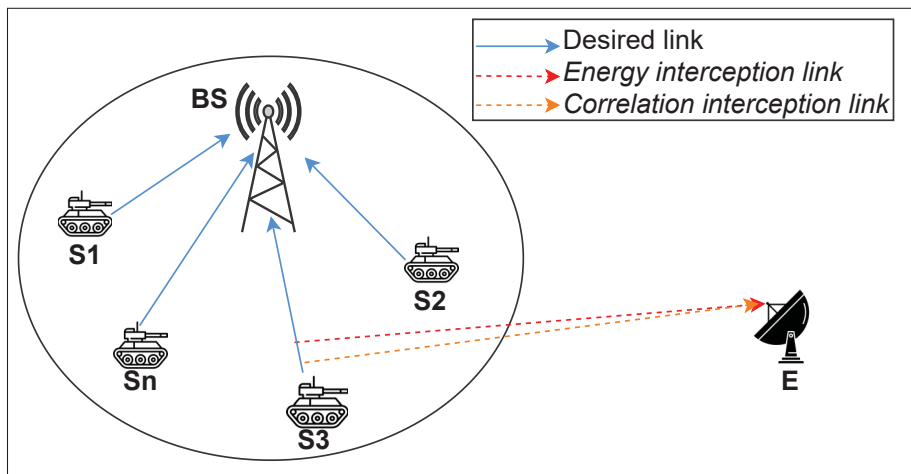 Desired link
Energy interception link
Correlation interception link
BS
S1
S2
Sn
S3
E